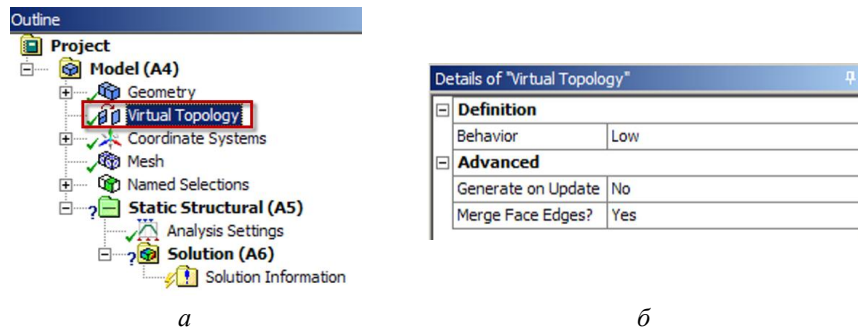 Outline
Project
Model (A4)
Geometry
Virtual Topology
Coordinate Systems
Mesh
Named Selections
Static Structural (A5)
Analysis Settings
Solution (A6)
Solution Information
а
Details of "Virtual Topology"
Definition
Behavior Low
Advanced
Generate on Update No
Merge Face Edges? Yes
б